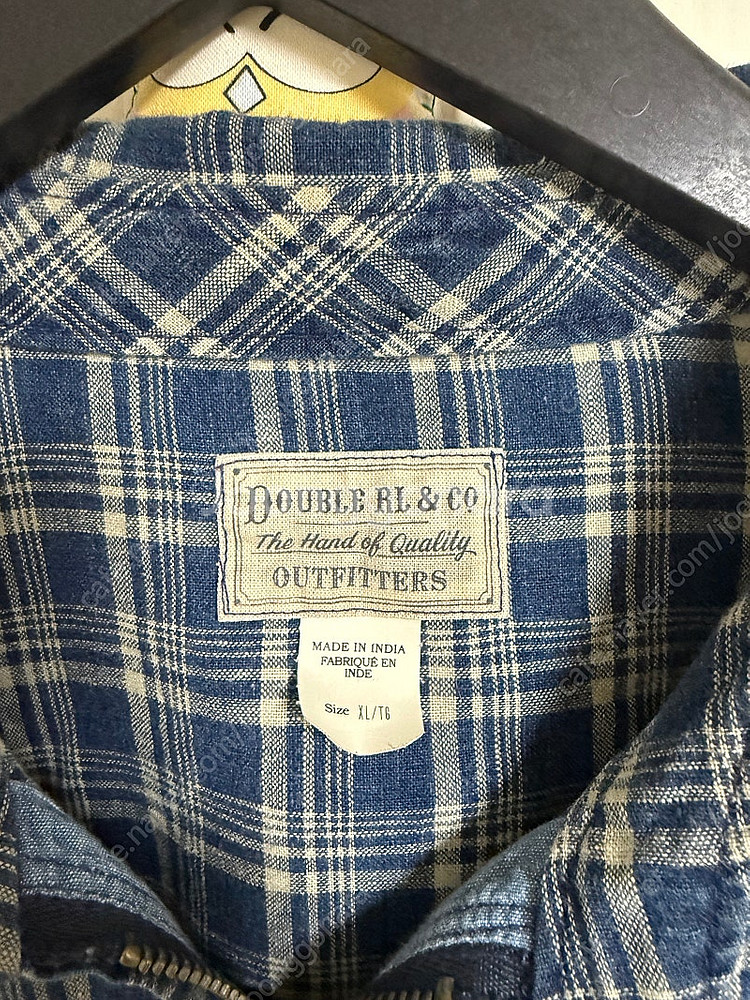 DOUBLE RL & CO
The Hand of Quality
OUTFITTERS
MADE IN INDIA
FABRIQUÉ EN
INDE
Size XL/TG